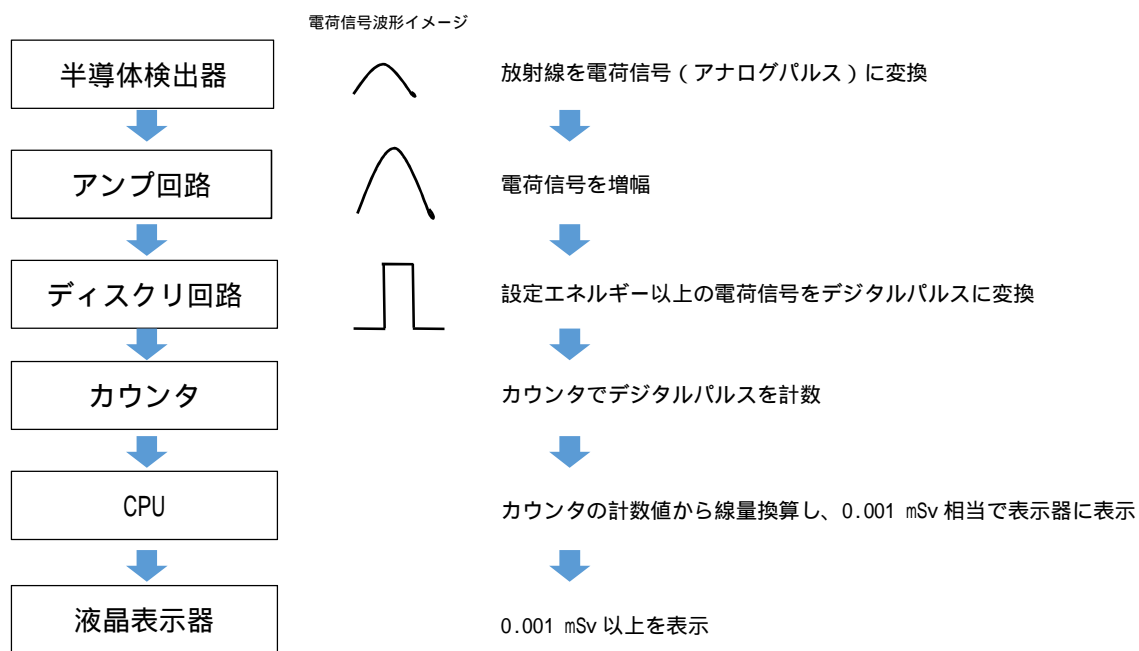 電荷信号波形イメージ
半導体検出器
放射線を電荷信号（アナログパルス）に変換
アンプ回路
電荷信号を増幅
ディスクリ回路
設定エネルギー以上の電荷信号をデジタルパルスに変換
カウンタ
カウンタでデジタルパルスを計数
CPU
カウンタの計数値から線量換算し、0.001 mSv 相当で表示器に表示
液晶表示器
0.001 mSv 以上を表示